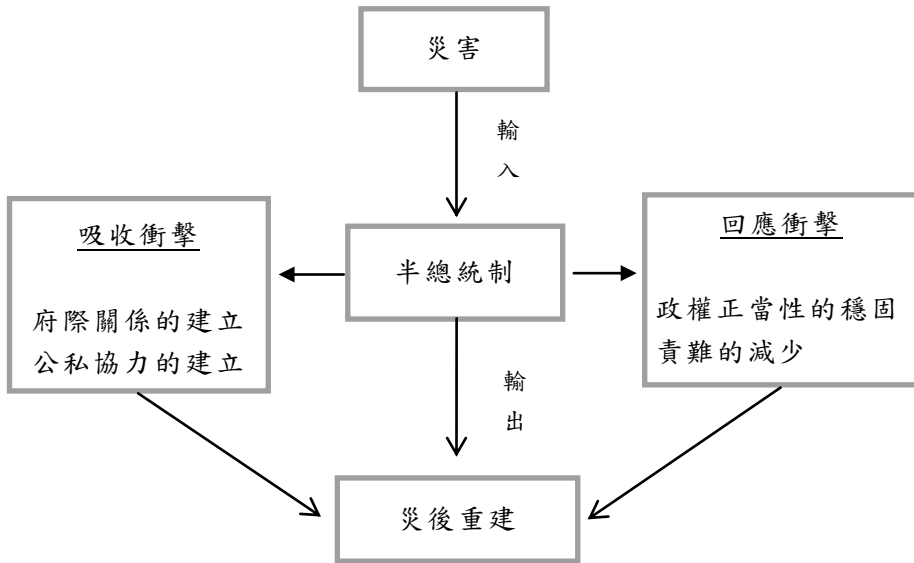 災害
輸
入
吸收衝擊
府際關係的建立
公私協力的建立
半總統制
回應衝擊
政權正當性的穩固
責難的減少
輸
出
災後重建